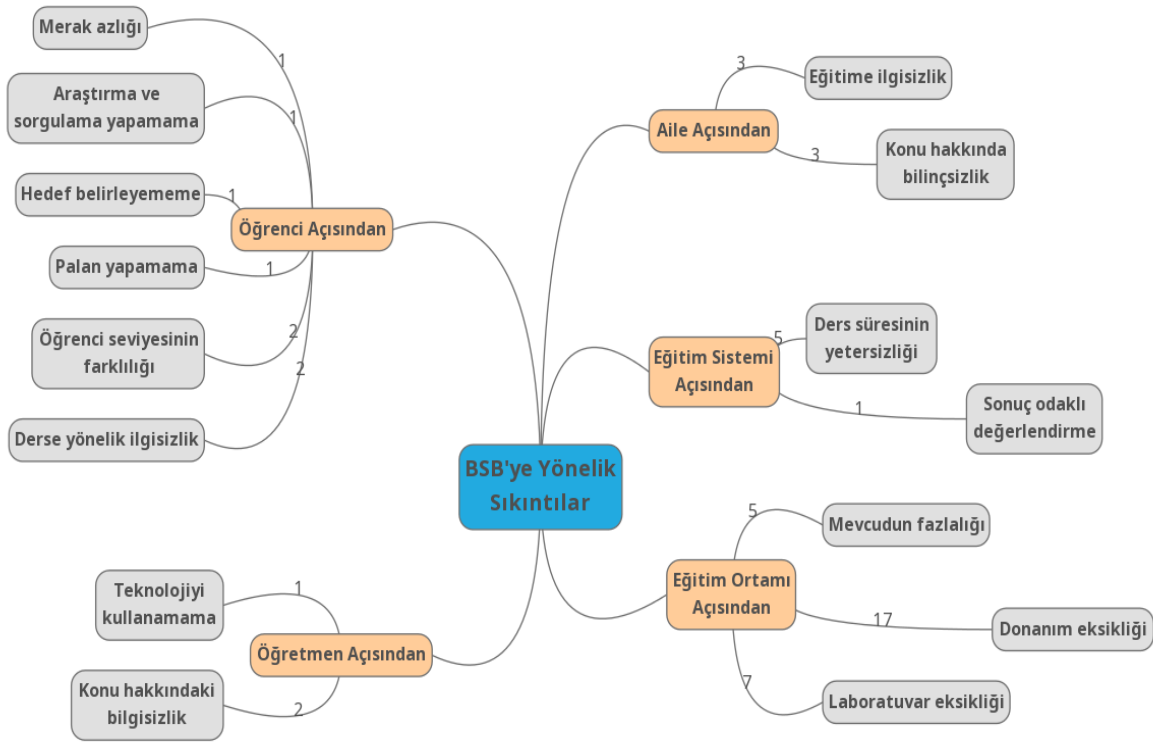 BSB'ye Yönelik
Sıkıntılar
Öğrenci Açısından
1
Merak azlığı
1
Araştırma ve
sorgulama yapamama
1
Hedef belirleyememe
1
Palan yapamama
2
Öğrenci seviyesinin
farklılığı
2
Derse yönelik ilgisizlik
Öğretmen Açısından
1
Teknolojiyi
kullanamama
2
Konu hakkındaki
bilgisizlik
Aile Açısından
3
Eğitime ilgisizlik
3
Konu hakkında
bilinçsizlik
Eğitim Sistemi
Açısından
5
Ders süresinin
yetersizliği
1
Sonuç odaklı
değerlendirme
Eğitim Ortamı
Açısından
5
Mevcudun fazlalığı
17
Donanım eksikliği
7
Laboratuvar eksikliği